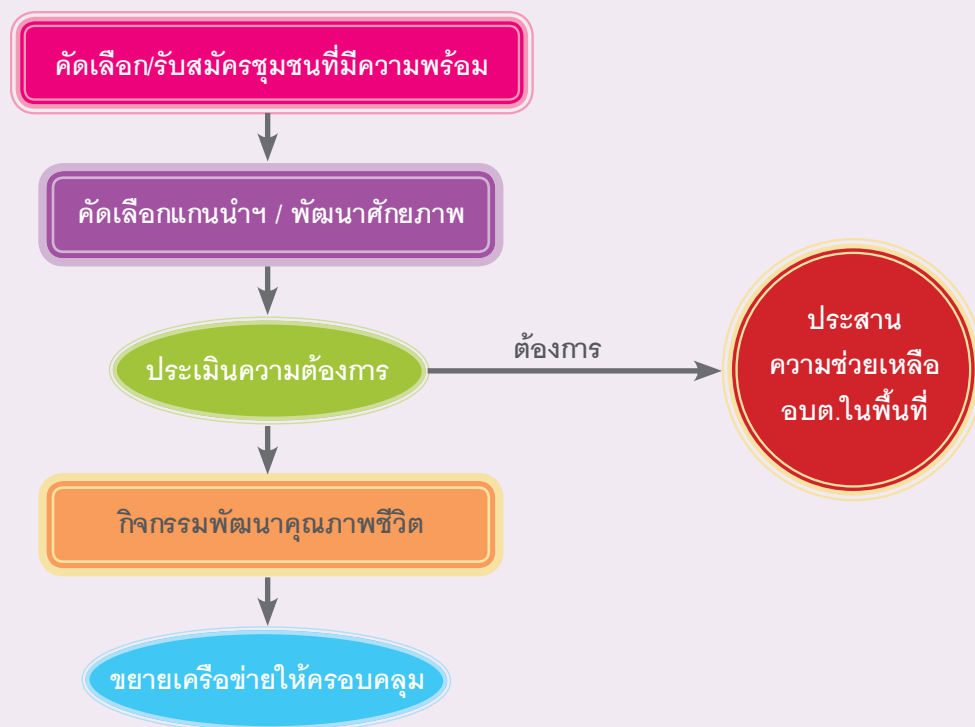 คัดเลือก/รับสมัครชุมชนที่มีความพร้อม
คัดเลือกแกนนำฯ / พัฒนาศักยภาพ
ประเมินความต้องการ
ต้องการ
ประสาน
ความช่วยเหลือ
อบต.ในพื้นที่
กิจกรรมพัฒนาคุณภาพชีวิต
ขยายเครือข่ายให้ครอบคลุม